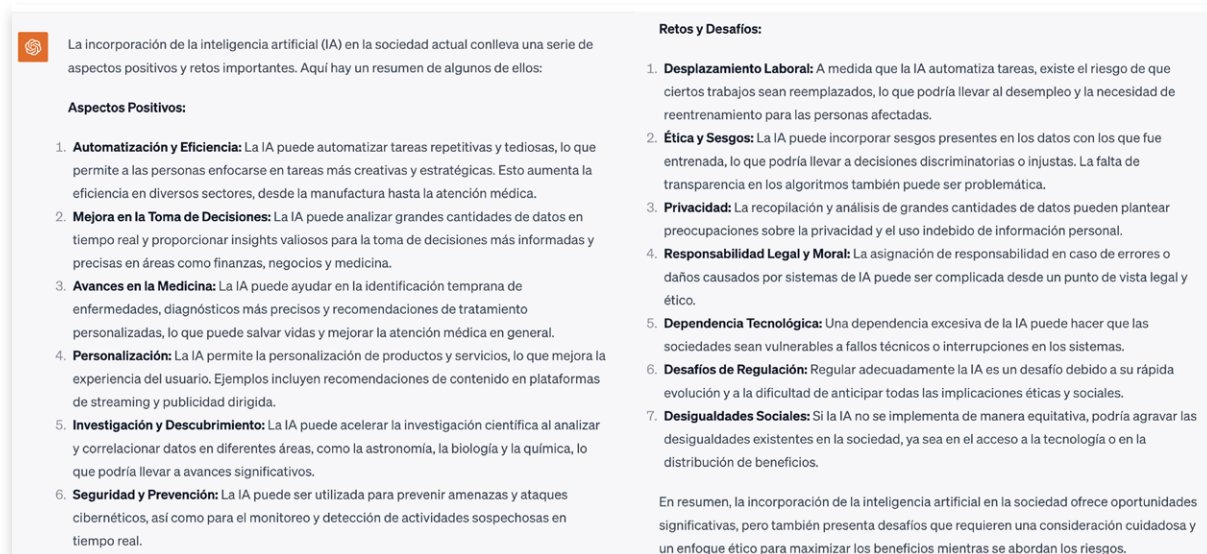 La incorporación de la inteligencia artificial (IA) en la sociedad actual conlleva una serie de
aspectos positivos y retos importantes. Aquí hay un resumen de algunos de ellos:
Aspectos Positivos:
1. Automatización y Eficiencia: La IA puede automatizar tareas repetitivas y tediosas, lo que
permite a las personas enfocarse en tareas más creativas y estratégicas. Esto aumenta la
eficiencia en diversos sectores, desde la manufactura hasta la atención médica.
2. Mejora en la Toma de Decisiones: La IA puede analizar grandes cantidades de datos en
tiempo real y proporcionar insights valiosos para la toma de decisiones más informadas y
precisas en áreas como finanzas, negocios y medicina.
3. Avances en la Medicina: La IA puede ayudar en la identificación temprana de
enfermedades, diagnósticos más precisos y recomendaciones de tratamiento
personalizadas, lo que puede salvar vidas y mejorar la atención médica en general.
4. Personalización: La IA permite la personalización de productos y servicios, lo que mejora la
experiencia del usuario. Ejemplos incluyen recomendaciones de contenido en plataformas
de streaming y publicidad dirigida.
5. Investigación y Descubrimiento: La IA puede acelerar la investigación científica al analizar
y correlacionar datos en diferentes áreas, como la astronomía, la biología y la química, lo
que podría llevar a avances significativos.
6. Seguridad y Prevención: La IA puede ser utilizada para prevenir amenazas y ataques
cibernéticos, así como para el monitoreo y detección de actividades sospechosas en
tiempo real.
Retos y Desafíos:
1. Desplazamiento Laboral: A medida que la IA automatiza tareas, existe el riesgo de que
ciertos trabajos sean reemplazados, lo que podría llevar al desempleo y la necesidad de
reentrenamiento para las personas afectadas.
2. Ética y Sesgos: La IA puede incorporar sesgos presentes en los datos con los que fue
entrenada, lo que podría llevar a decisiones discriminatorias o injustas. La falta de
transparencia en los algoritmos también puede ser problemática.
3. Privacidad: La recopilación y análisis de grandes cantidades de datos pueden plantear
preocupaciones sobre la privacidad y el uso indebido de información personal.
4. Responsabilidad Legal y Moral: La asignación de responsabilidad en caso de errores o
daños causados por sistemas de IA puede ser complicada desde un punto de vista legal y
ético.
5. Dependencia Tecnológica: Una dependencia excesiva de la IA puede hacer que las
sociedades sean vulnerables a fallos técnicos o interrupciones en los sistemas.
6. Desafíos de Regulación: Regular adecuadamente la IA es un desafío debido a su rápida
evolución y a la dificultad de anticipar todas las implicaciones éticas y sociales.
7. Desigualdades Sociales: Si la IA no se implementa de manera equitativa, podría agravar las
desigualdades existentes en la sociedad, ya sea en el acceso a la tecnología o en la
distribución de beneficios.
En resumen, la incorporación de la inteligencia artificial en la sociedad ofrece oportunidades
significativas, pero también presenta desafíos que requieren una consideración cuidadosa y
un enfoque ético para maximizar los beneficios mientras se abordan los riesgos.